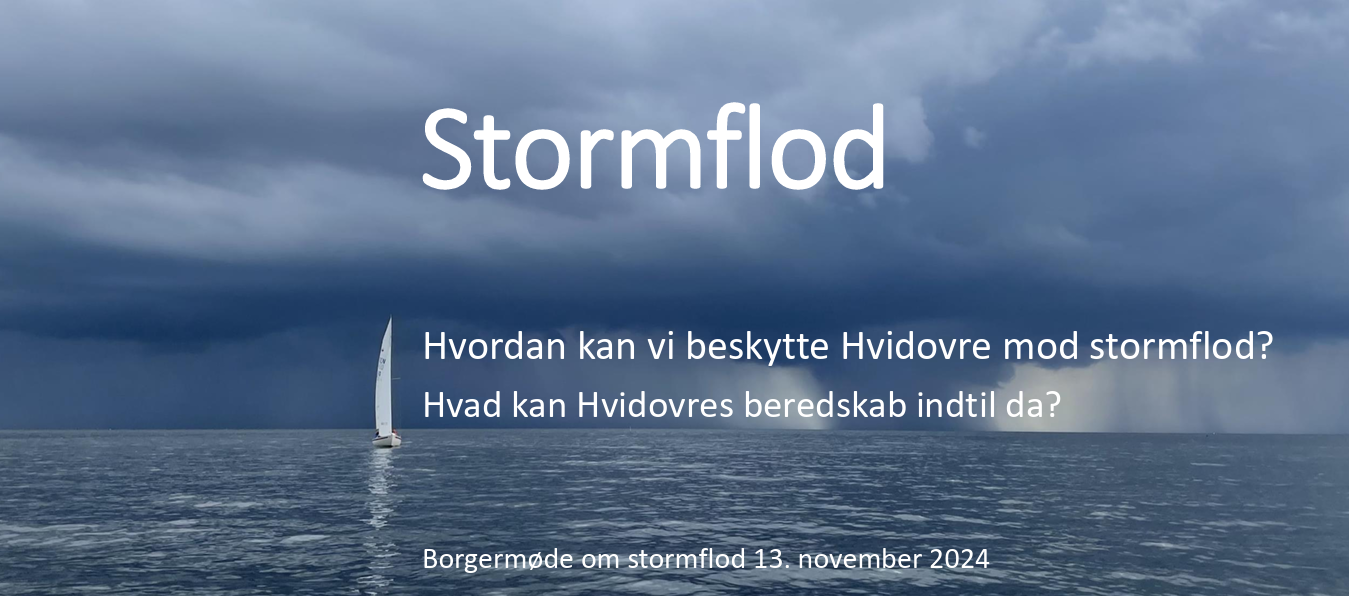 Stormflod
Hvordan kan vi beskytte Hvidovre mod stormflod?
Hvad kan Hvidovres beredskab indtil da?
Borgermøde om stormflod 13. november 2024